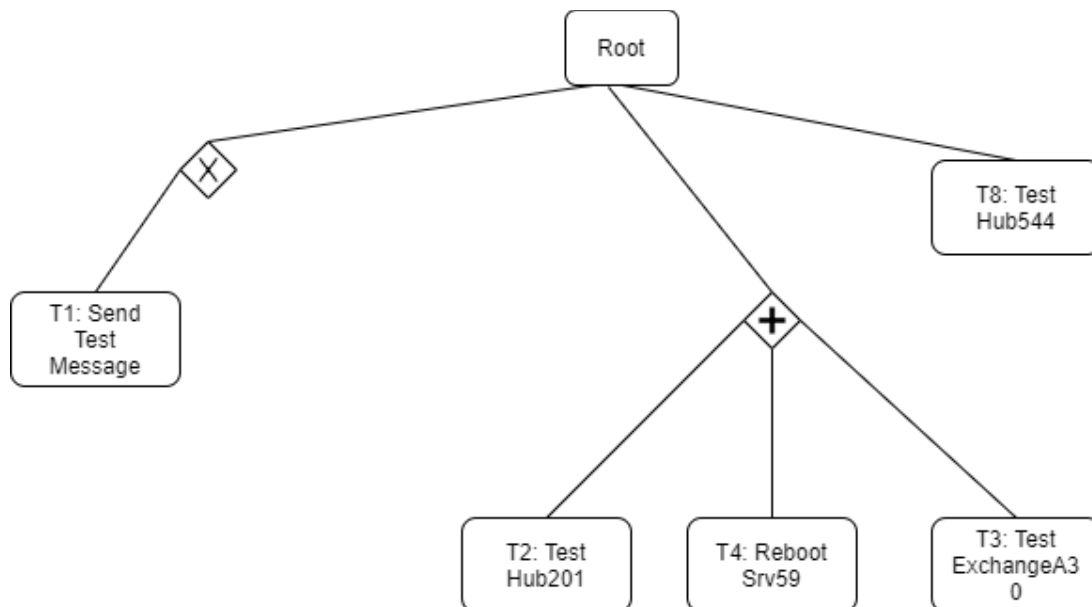 Root
X
T8: Test
Hub544
T1: Send
Test
Message
+
T2: Test
Hub201
T4: Reboot
Srv59
T3: Test
ExchangeA3
0